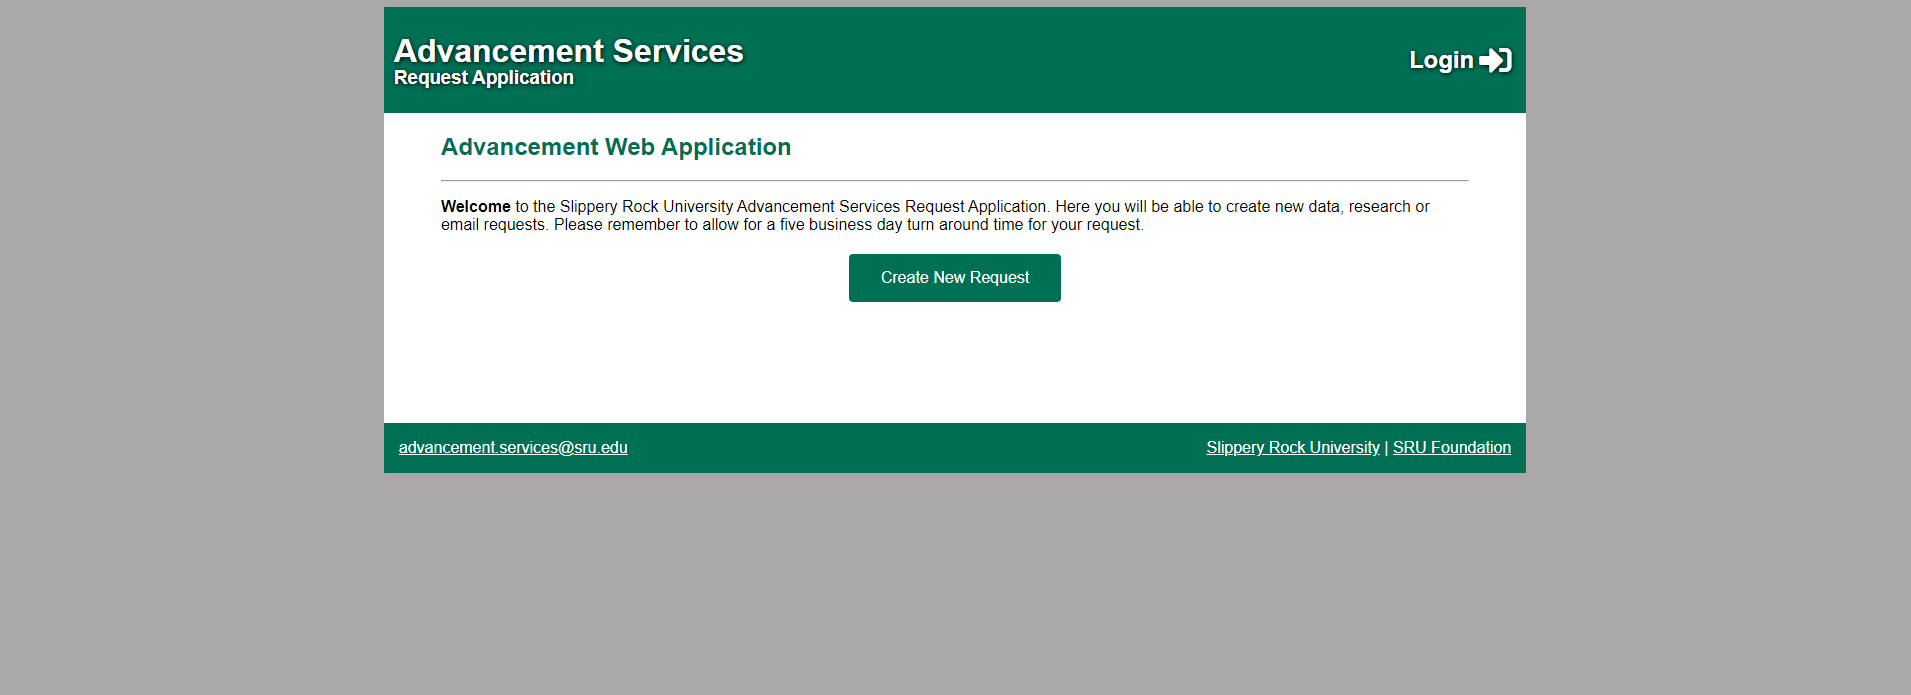 Advancement Services
Request Application
Login
Advancement Web Application
Welcome to the Slippery Rock University Advancement Services Request Application. Here you will be able to create new data, research or
email requests. Please remember to allow for a five business day turn around time for your request.
Create New Request
advancement.services@sru.edu
Slippery Rock University | SRU Foundation